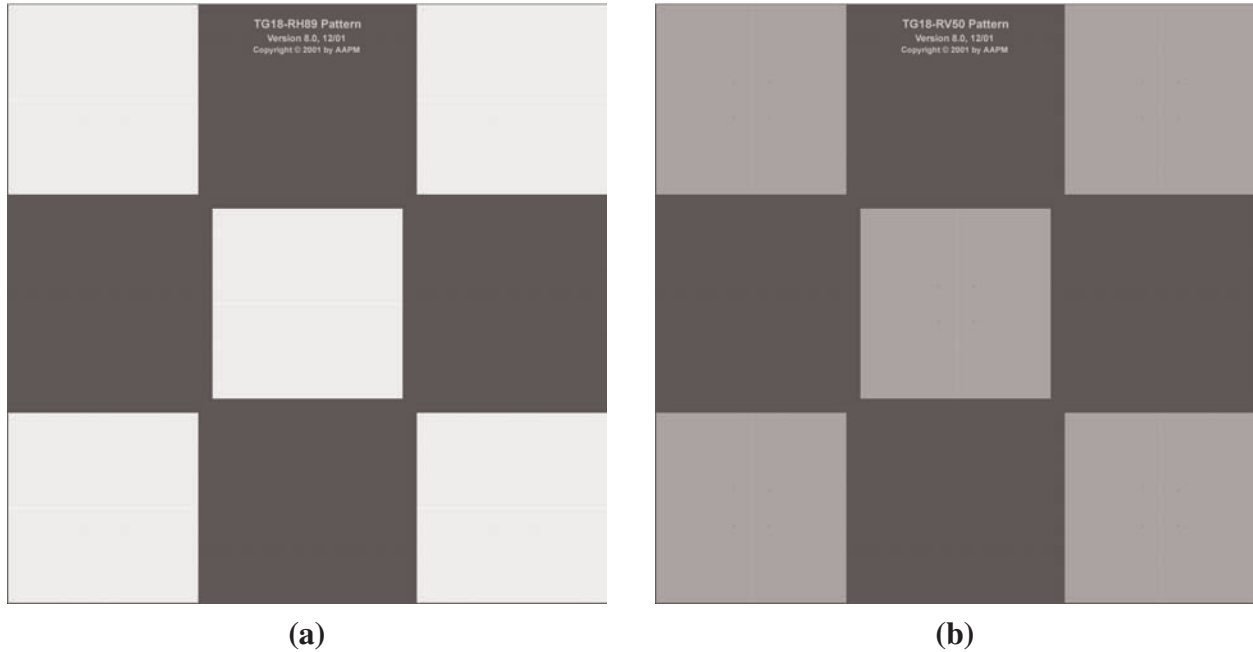 TG18-RH89 Pattern
Version 8.0, 12/01
Copyright © 2001 by AAPM
TG18-RV50 Pattern
Version 8.0, 12/01
Copyright © 2001 by AAPM
(a)
(b)